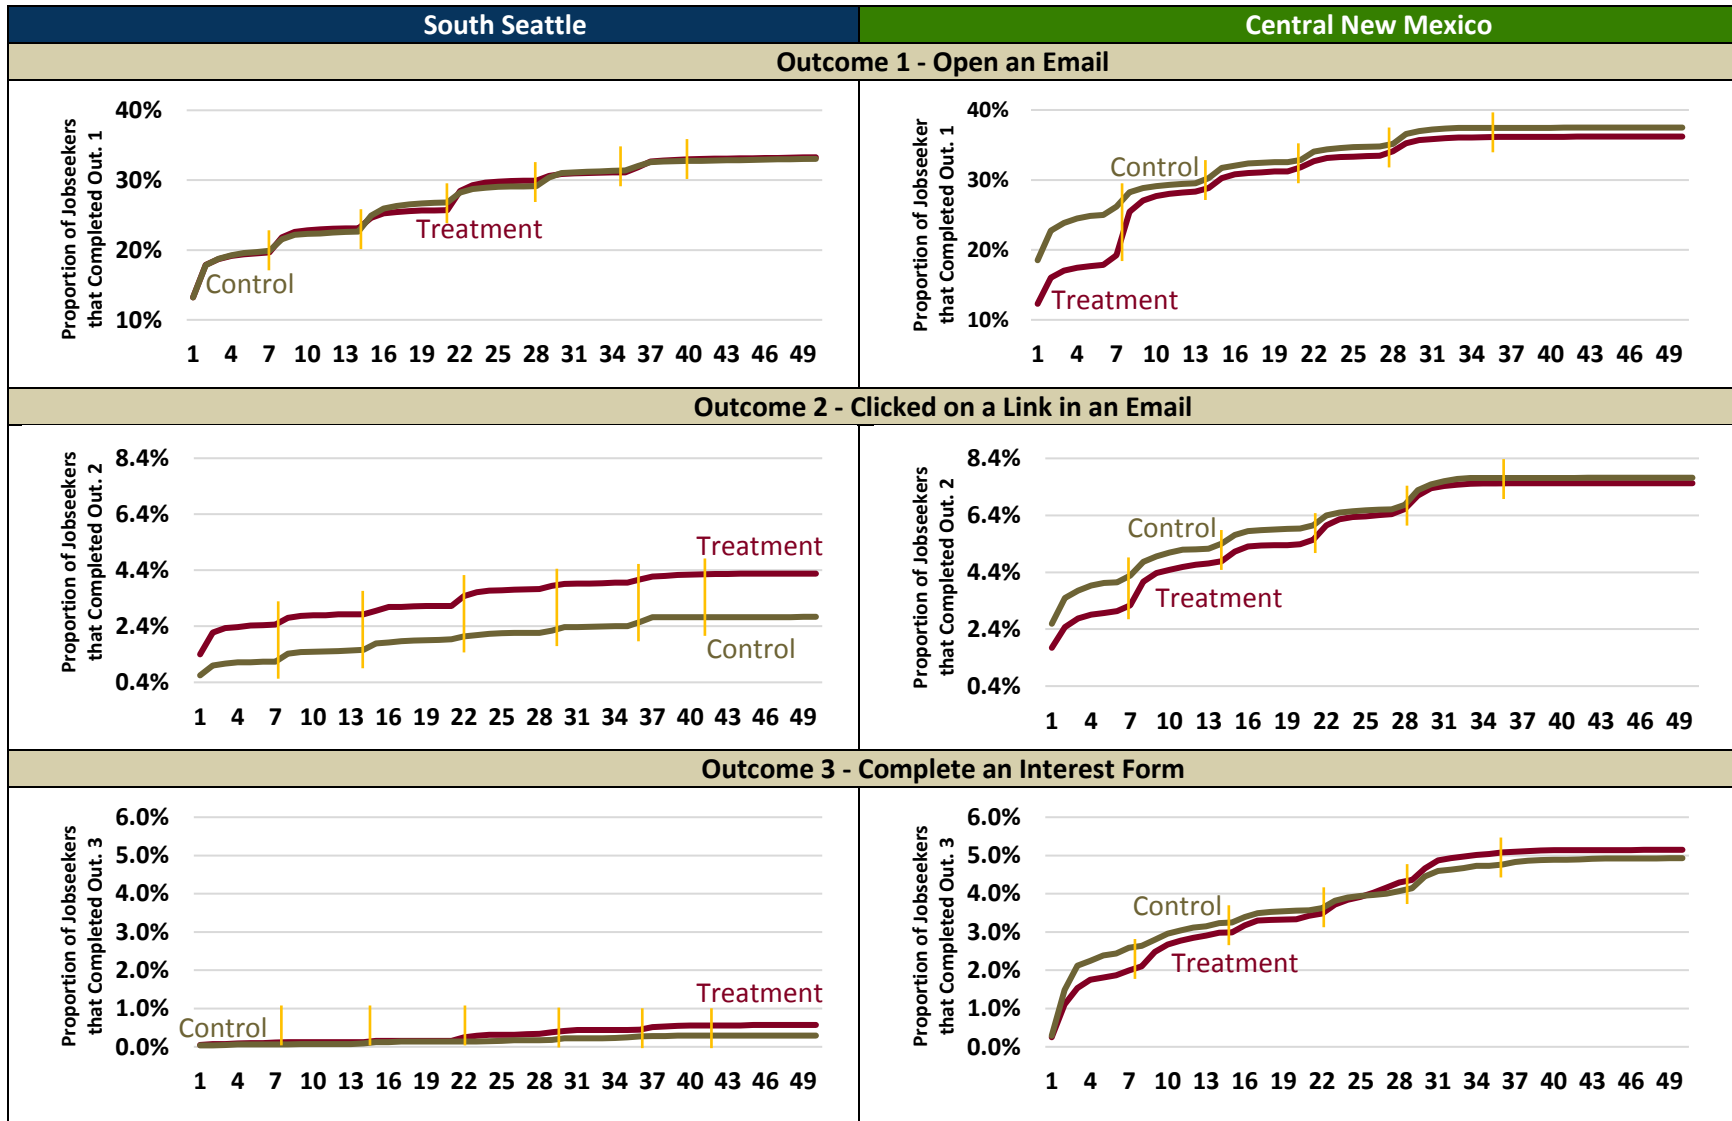 South Seattle
Central New Mexico
Outcome 1 - Open an Email
Proportion of Jobseekers
that Completed Out. 1
40%
30%
20%
10%
Treatment
Control
1 4 7 10 13 16 19 22 25 28 31 34 37 40 43 46 49
Proportion of Jobseeker
that Completed Out. 1
40%
30%
20%
10%
Control
Treatment
1 4 7 10 13 16 19 22 25 28 31 34 37 40 43 46 49
Outcome 2 - Clicked on a Link in an Email
Proportion of Jobseekers
that Completed Out. 2
8.4%
6.4%
4.4%
2.4%
0.4%
Treatment
Control
1 4 7 10 13 16 19 22 25 28 31 34 37 40 43 46 49
Proportion of Jobseekers
that Completed Out. 2
8.4%
6.4%
4.4%
2.4%
0.4%
Control
Treatment
1 4 7 10 13 16 19 22 25 28 31 34 37 40 43 46 49
Outcome 3 - Complete an Interest Form
Proportion of Jobseekers
that Completed Out. 3
6.0%
5.0%
4.0%
3.0%
2.0%
1.0%
0.0%
Treatment
Control
1 4 7 10 13 16 19 22 25 28 31 34 37 40 43 46 49
Proportion of Jobseekers
that Completed Out. 3
6.0%
5.0%
4.0%
3.0%
2.0%
1.0%
0.0%
Control
Treatment
1 4 7 10 13 16 19 22 25 28 31 34 37 40 43 46 49